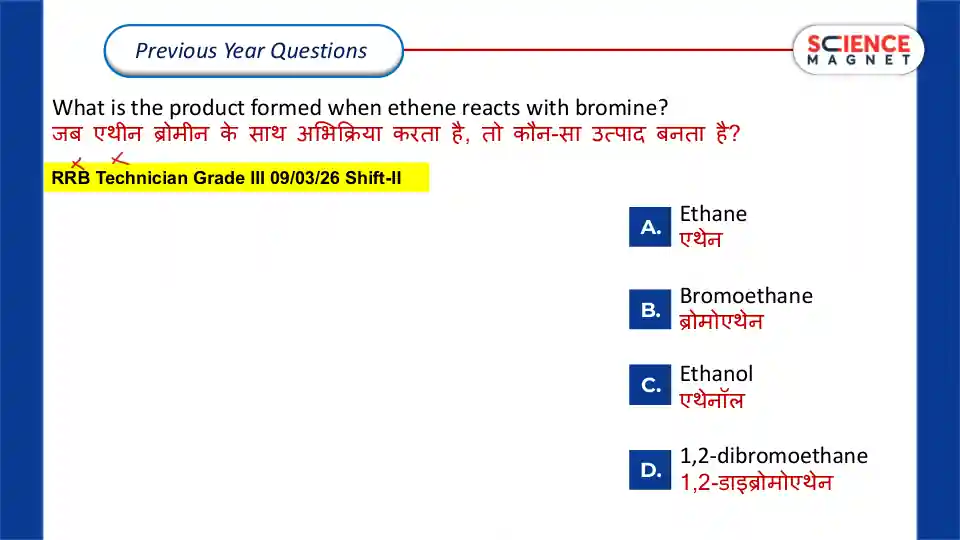 Previous Year Questions
SCIENCE
MAGNET
What is the product formed when ethene reacts with bromine?
जब एथीन ब्रोमीन के साथ अभिक्रिया करता है, तो कौन-सा उत्पाद बनता है?
RRB Technician Grade III 09/03/26 Shift-II
A. Ethane
एथेन
B. Bromoethane
ब्रोमोएथेन
C. Ethanol
एथेनॉल
D. 1,2-dibromoethane
1,2-डाइब्रोमोएथेन